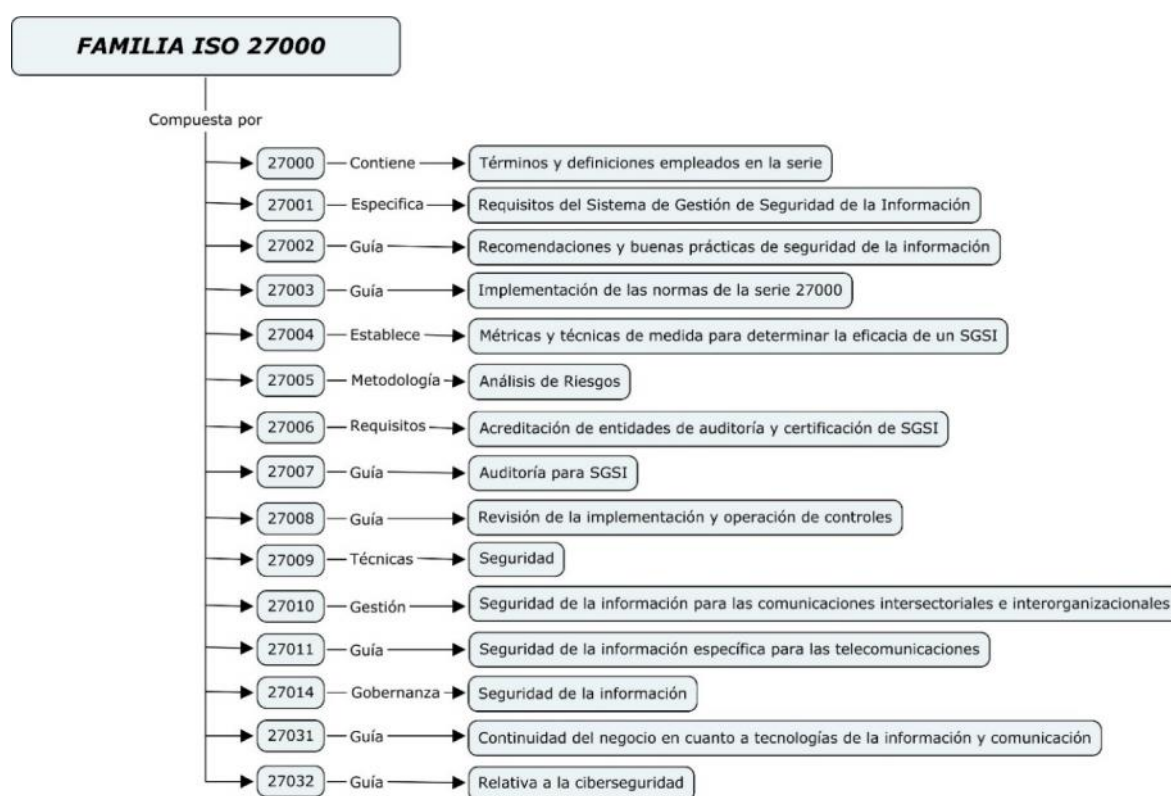 FAMILIA ISO 27000
Compuesta por
27000 Contiene Términos y definiciones empleados en la serie
27001 Especifica Requisitos del Sistema de Gestión de Seguridad de la Información
27002 Guía Recomendaciones y buenas prácticas de seguridad de la información
27003 Guía Implementación de las normas de la serie 27000
27004 Establece Métricas y técnicas de medida para determinar la eficacia de un SGSI
27005 Metodología Análisis de Riesgos
27006 Requisitos Acreditación de entidades de auditoría y certificación de SGSI
27007 Guía Auditoría para SGSI
27008 Guía Revisión de la implementación y operación de controles
27009 Técnicas Seguridad
27010 Gestión Seguridad de la información para las comunicaciones intersectoriales e interorganizacionales
27011 Guía Seguridad de la información específica para las telecomunicaciones
27014 Gobernanza Seguridad de la información
27031 Guía Continuidad del negocio en cuanto a tecnologías de la información y comunicación
27032 Guía Relativa a la ciberseguridad